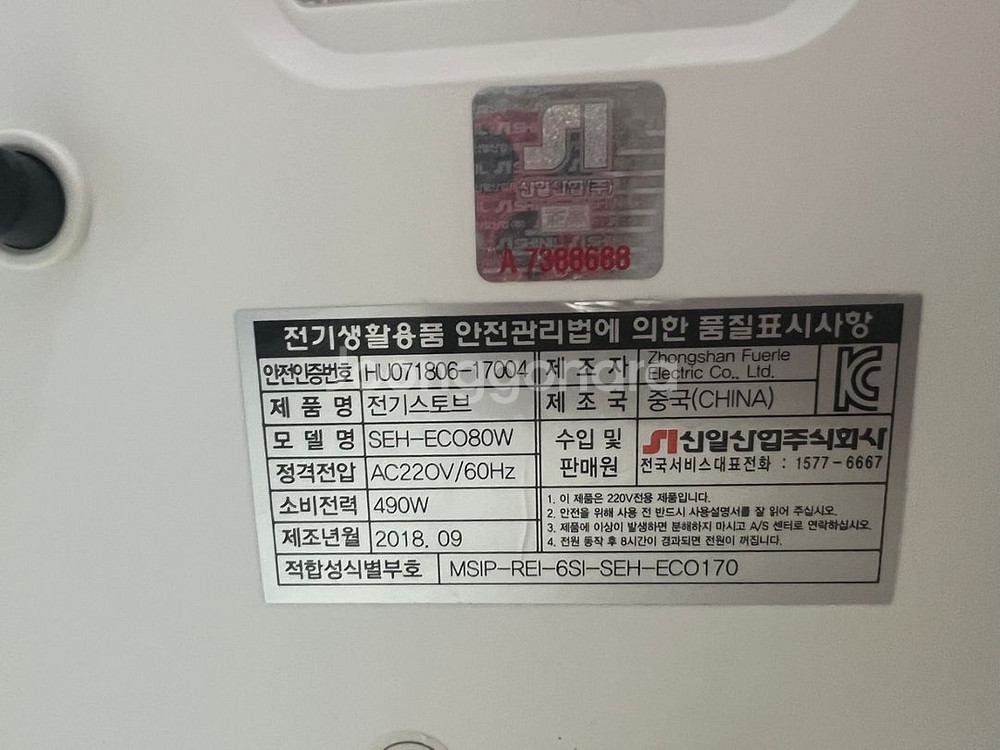 SI
신일산업(주)
正品
SHINIL
A 7388688
전기생활용품 안전관리법에 의한 품질표시사항
안전인증번호 HU071806-17004 제 조 자 Zhongshan Fuerle Electric Co., Ltd.
제 품 명 전기스토브 제 조 국 중국(CHINA)
모 델 명 SEH-ECO80W 수입 및 판매원 SI신일산업주식회사
정격전압 AC220V/60Hz 전국서비스대표전화 : 1577-6667
소비전력 490W
제조년월 2018. 09
1. 이 제품은 220V전용 제품입니다.
2. 안전을 위해 사용 전 반드시 사용설명서를 잘 읽어 주십시오.
3. 제품에 이상이 발생하면 분해하지 마시고 A/S 센터로 연락하십시오.
4. 전원 동작 후 8시간이 경과되면 전원이 꺼집니다.
적합성식별부호 MSIP-REI-6SI-SEH-ECO170